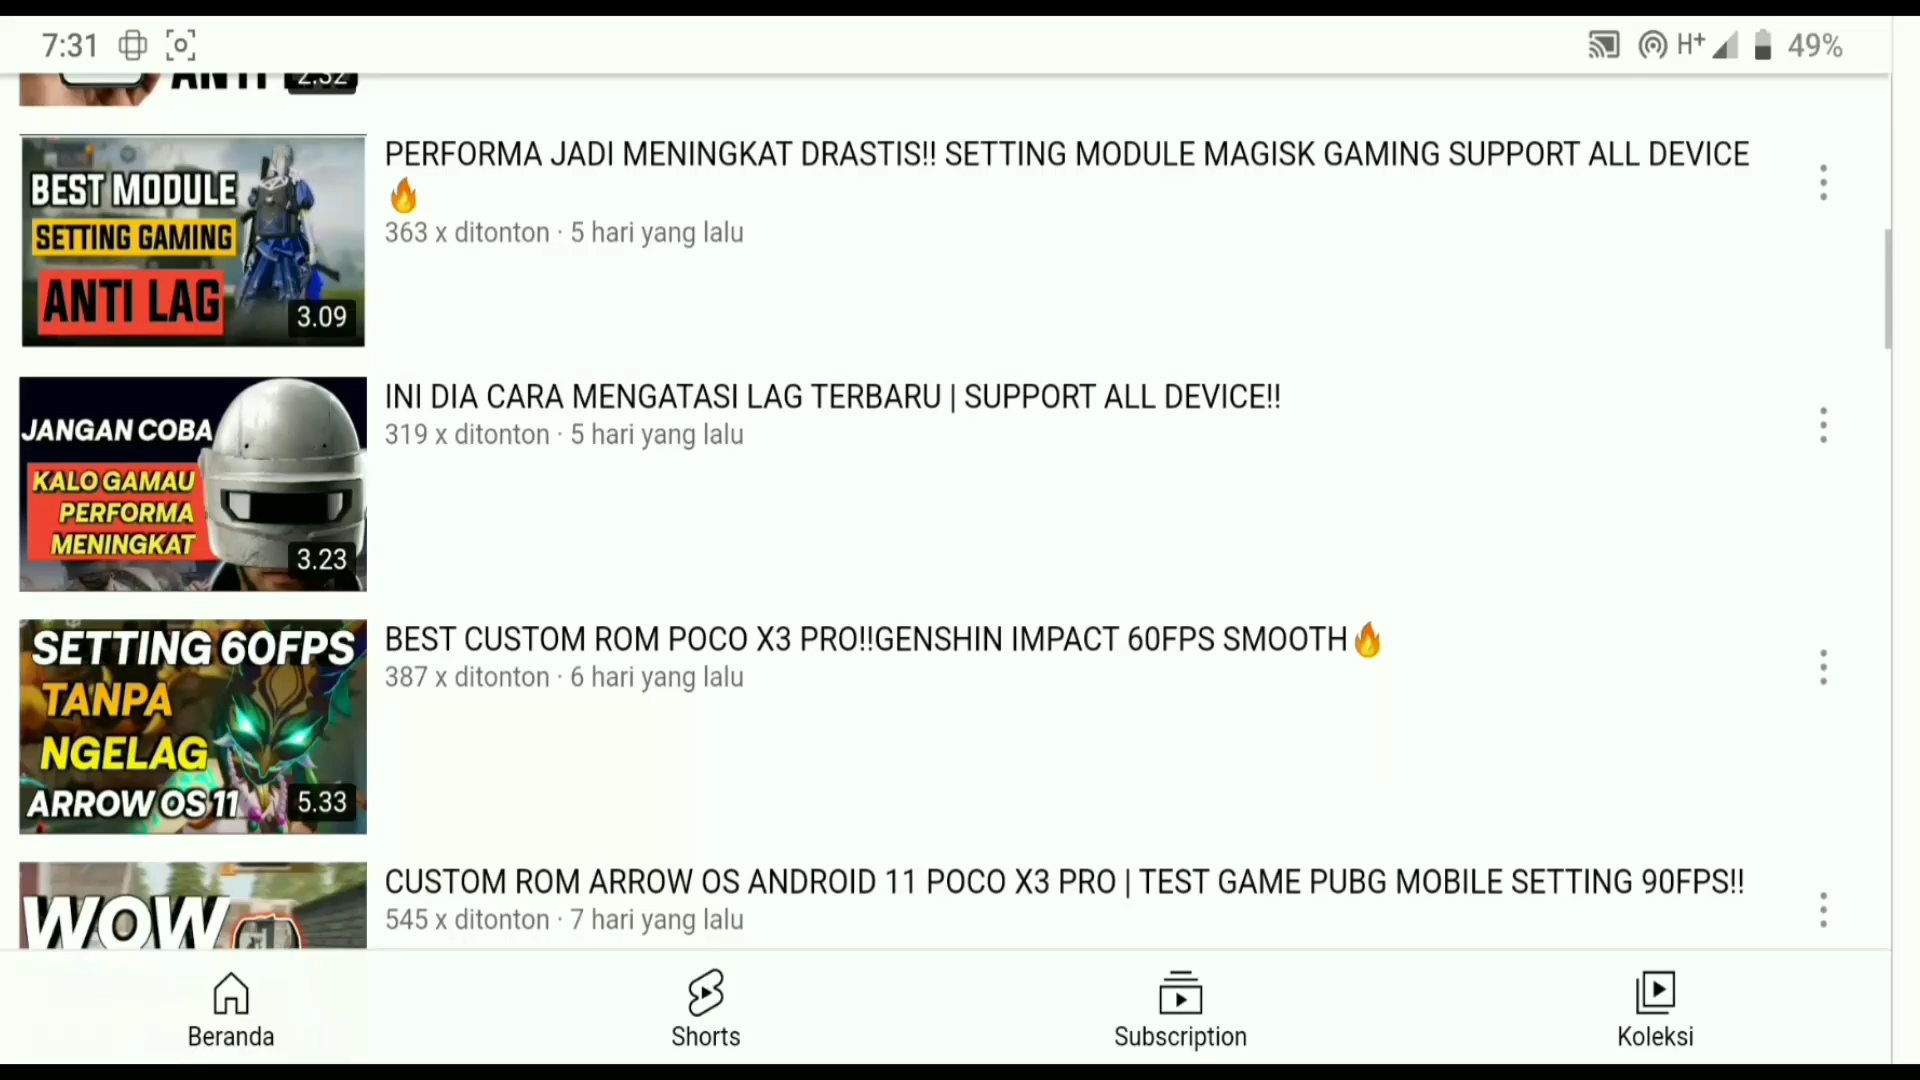 7:31
H+
49%
ANTI
2.32
BEST MODULE
SETTING GAMING
ANTI LAG
3.09
PERFORMA JADI MENINGKAT DRASTIS!! SETTING MODULE MAGISK GAMING SUPPORT ALL DEVICE
🔥
363 x ditonton · 5 hari yang lalu
JANGAN COBA
KALO GAMAU
PERFORMA
MENINGKAT
3.23
INI DIA CARA MENGATASI LAG TERBARU | SUPPORT ALL DEVICE!!
319 x ditonton · 5 hari yang lalu
SETTING 60FPS
TANPA
NGELAG
ARROW OS 11
5.33
BEST CUSTOM ROM POCO X3 PRO!!GENSHIN IMPACT 60FPS SMOOTH🔥
387 x ditonton · 6 hari yang lalu
WOW
CUSTOM ROM ARROW OS ANDROID 11 POCO X3 PRO | TEST GAME PUBG MOBILE SETTING 90FPS!!
545 x ditonton · 7 hari yang lalu
Beranda
Shorts
Subscription
Koleksi